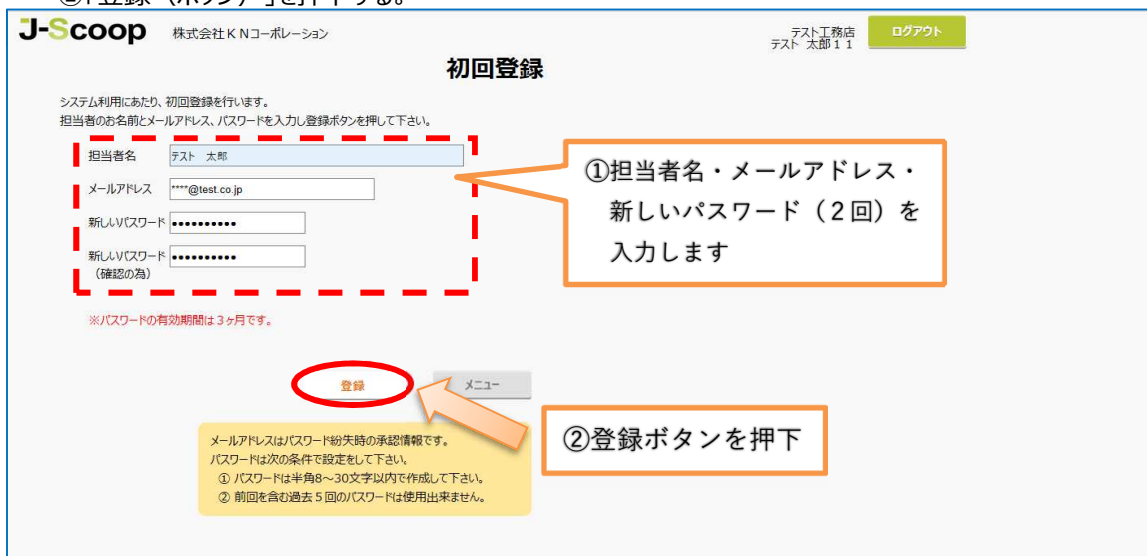 ②「登録（ボタン）」を押下する。
J-Scoop 株式会社KNコーポレーション
テスト工務店
テスト 太郎11
ログアウト
初回登録
システム利用にあたり、初回登録を行います。
担当者のお名前とメールアドレス、パスワードを入力し登録ボタンを押して下さい。
担当者名 テスト 太郎
メールアドレス ****@test.co.jp
新しいパスワード ••••••••••
新しいパスワード ••••••••••
（確認の為）
※パスワードの有効期間は３ヶ月です。
①担当者名・メールアドレス・
新しいパスワード（２回）を
入力します
登録 メニュー
②登録ボタンを押下
メールアドレスはパスワード紛失時の承認情報です。
パスワードは次の条件で設定をして下さい。
① パスワードは半角8～30文字以内で作成して下さい。
② 前回を含む過去５回のパスワードは使用出来ません。